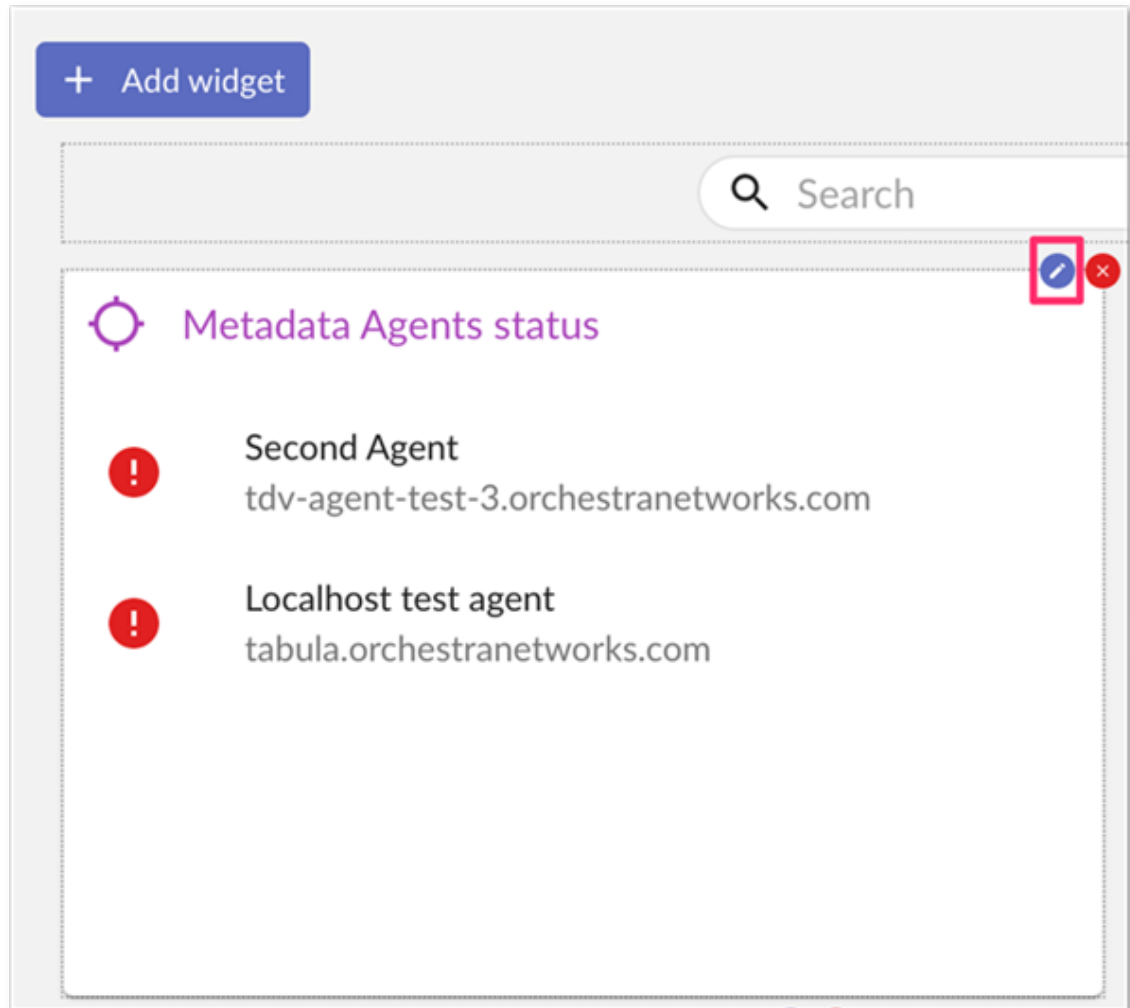 + Add widget
Search
Metadata Agents status
Second Agent
tdv-agent-test-3.orchestranetworks.com
Localhost test agent
tabula.orchestranetworks.com